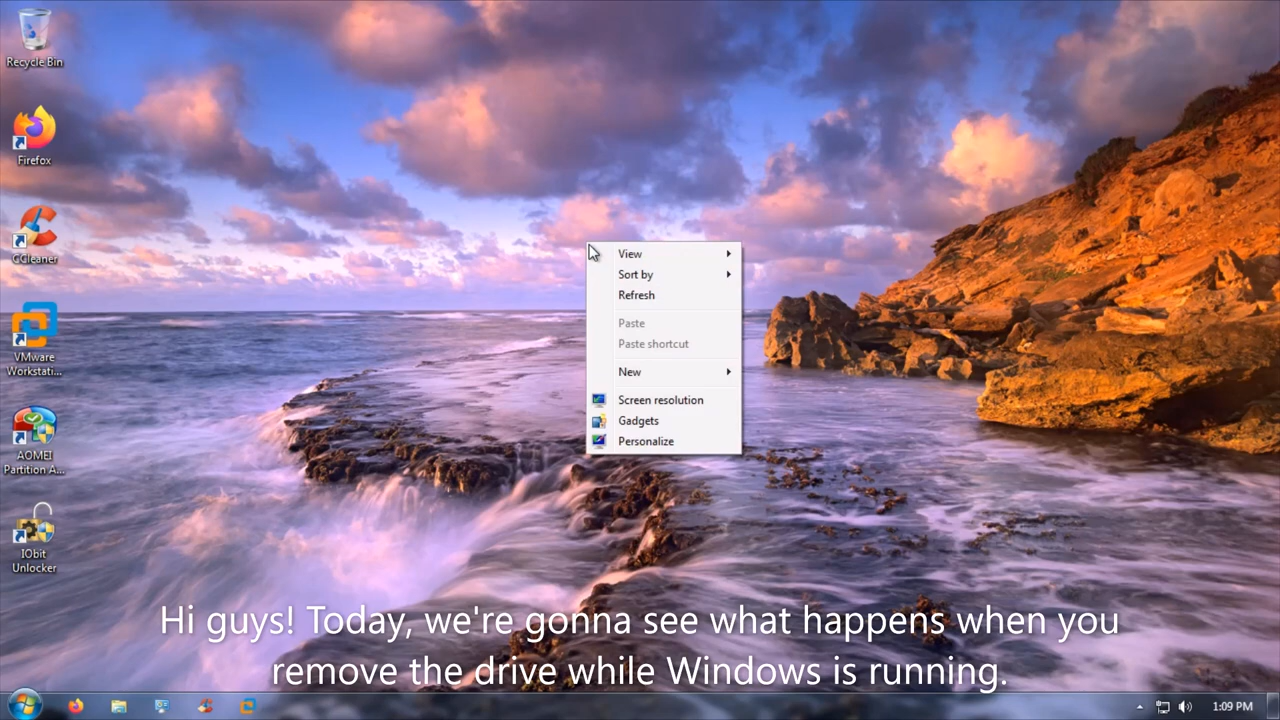 Recycle Bin
Firefox
CCleaner
VMware
Workstati...
AOMEI
Partition A...
IObit
Unlocker
View
Sort by
Refresh
Paste
Paste shortcut
New
Screen resolution
Gadgets
Personalize
Hi guys! Today, we're gonna see what happens when you
remove the drive while Windows is running.
1:09 PM